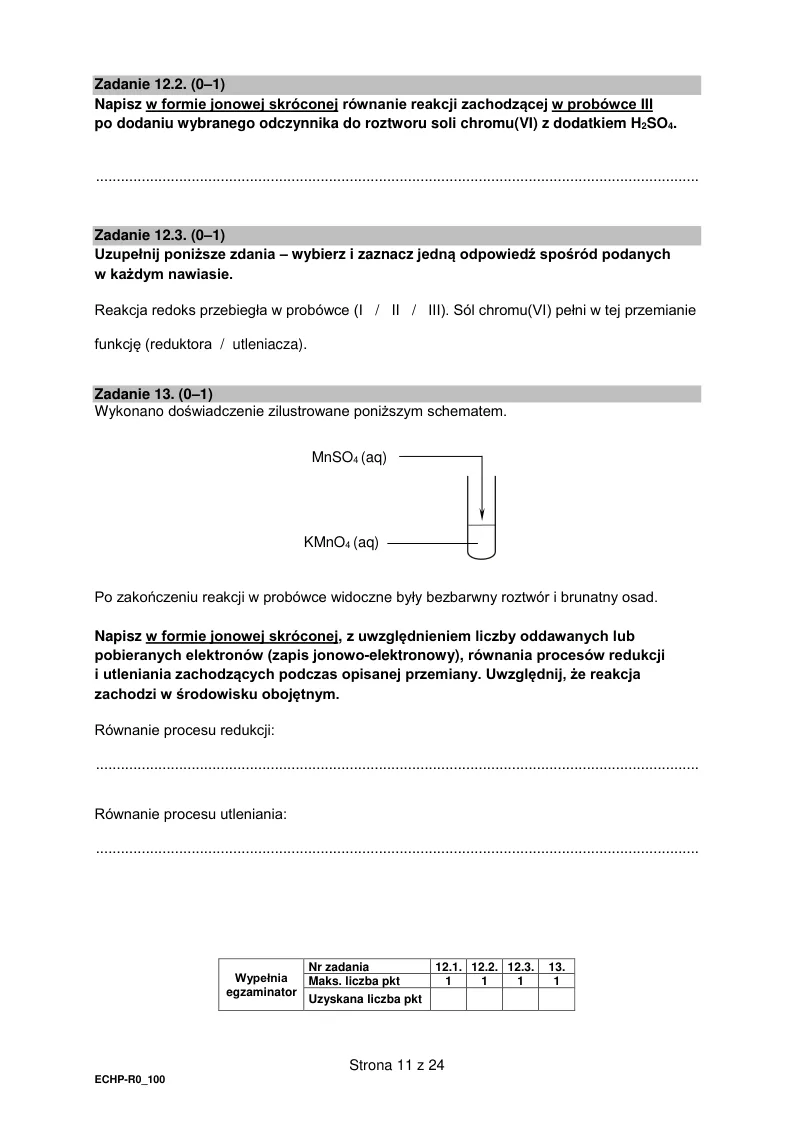 Zadanie 12.2. (0–1)
Napisz w formie jonowej skróconej równanie reakcji zachodzącej w probówce III
po dodaniu wybranego odczynnika do roztworu soli chromu(VI) z dodatkiem H₂SO₄.
....................................................................................................................................................
Zadanie 12.3. (0–1)
Uzupełnij poniższe zdania – wybierz i zaznacz jedną odpowiedź spośród podanych
w każdym nawiasie.
Reakcja redoks przebiegła w probówce (I / II / III). Sól chromu(VI) pełni w tej przemianie
funkcję (reduktora / utleniacza).
Zadanie 13. (0–1)
Wykonano doświadczenie zilustrowane poniższym schematem.
MnSO₄ (aq)
KMnO₄ (aq)
Po zakończeniu reakcji w probówce widoczne były bezbarwny roztwór i brunatny osad.
Napisz w formie jonowej skróconej, z uwzględnieniem liczby oddawanych lub
pobieranych elektronów (zapis jonowo-elektronowy), równania procesów redukcji
i utleniania zachodzących podczas opisanej przemiany. Uwzględnij, że reakcja
zachodzi w środowisku obojętnym.
Równanie procesu redukcji:
....................................................................................................................................................
Równanie procesu utleniania:
....................................................................................................................................................
Wypełnia
egzaminator
Nr zadania 12.1. 12.2. 12.3. 13.
Maks. liczba pkt 1 1 1 1
Uzyskana liczba pkt
Strona 11 z 24
ECHP-R0_100